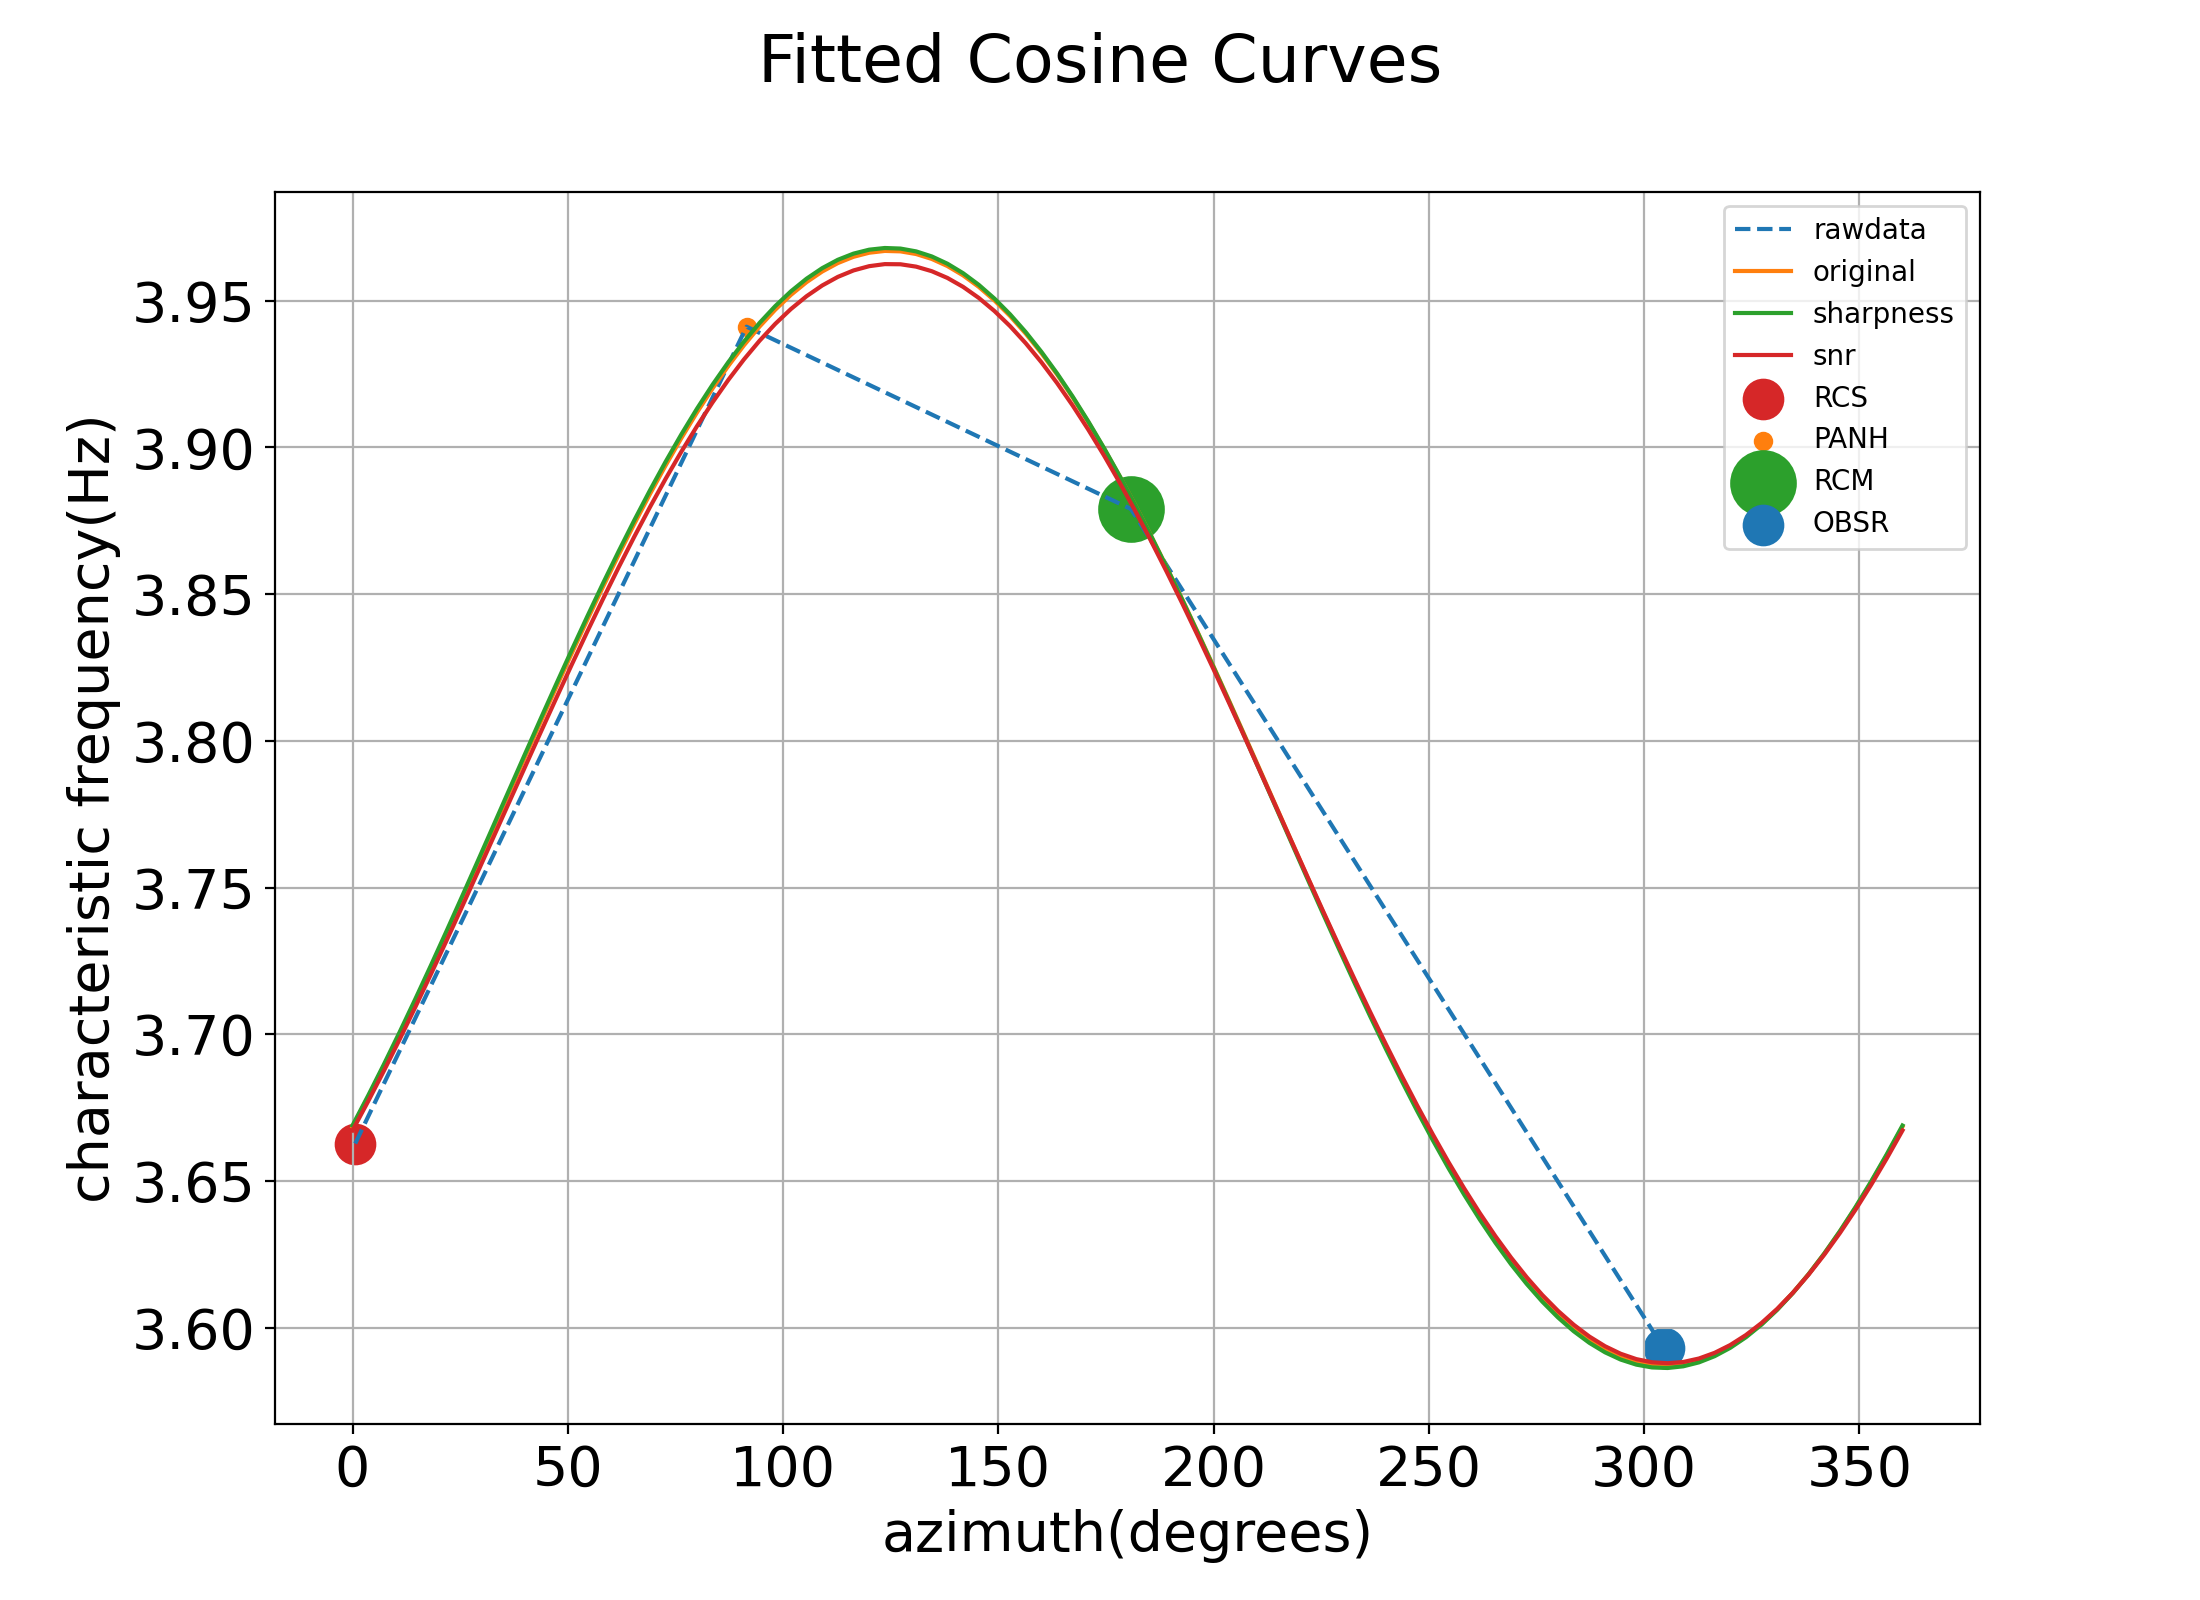 Fitted Cosine Curves
characteristic frequency(Hz)
3.95
3.90
3.85
3.80
3.75
3.70
3.65
3.60
rawdata
original
sharpness
snr
RCS
PANH
RCM
OBSR
0 50 100 150 200 250 300 350
azimuth(degrees)